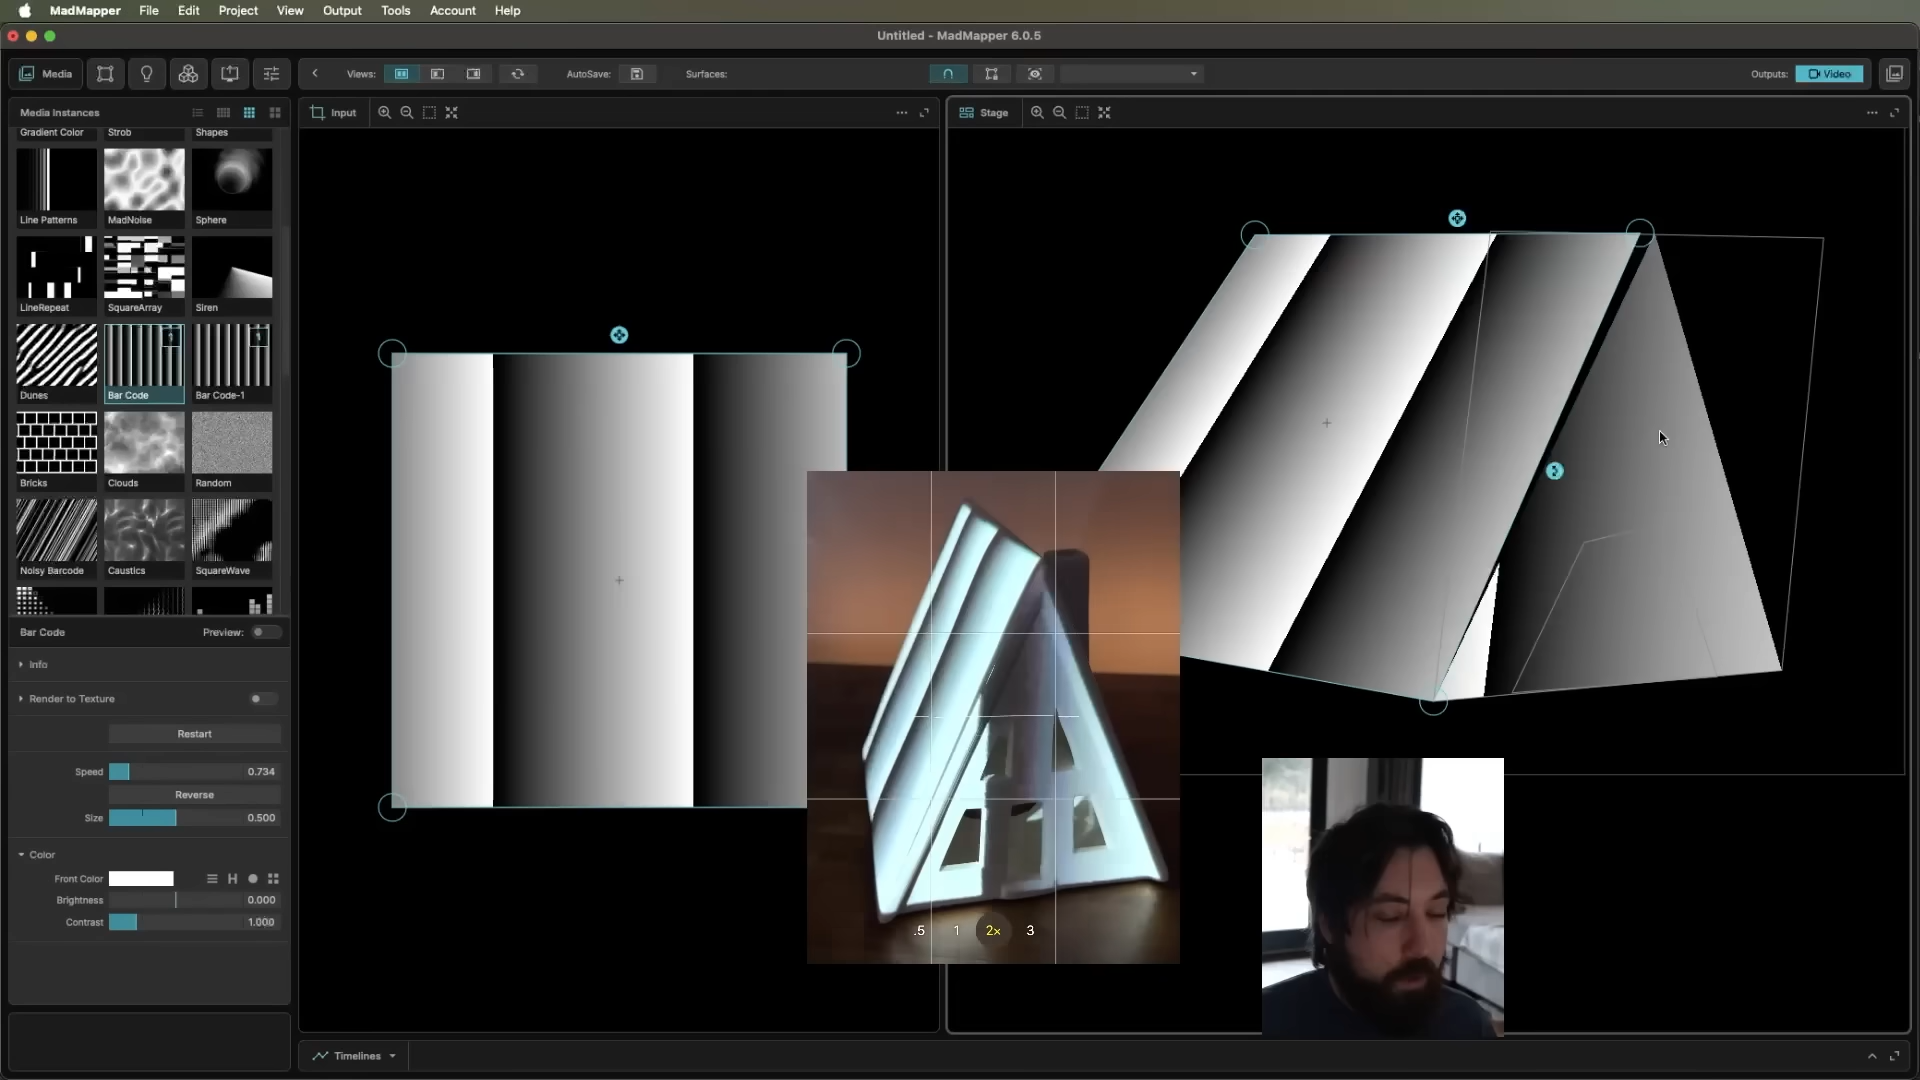 MadMapper File Edit Project View Output Tools Account Help
Untitled - MadMapper 6.0.5
Media
Views:
AutoSave:
Surfaces:
Outputs:
Video
Media Instances
Input
Stage
Gradient Color
Strob
Shapes
Line Patterns
MadNoise
Sphere
LineRepeat
SquareArray
Siren
Dunes
Bar Code
Bar Code-1
Bricks
Clouds
Random
Noisy Barcode
Caustics
SquareWave
Bar Code
Preview:
Info
Render to Texture
Restart
Speed 0.734
Reverse
Size 0.500
Color
Front Color
H
Brightness 0.000
Contrast 1.000
.5 1 2× 3
Timelines